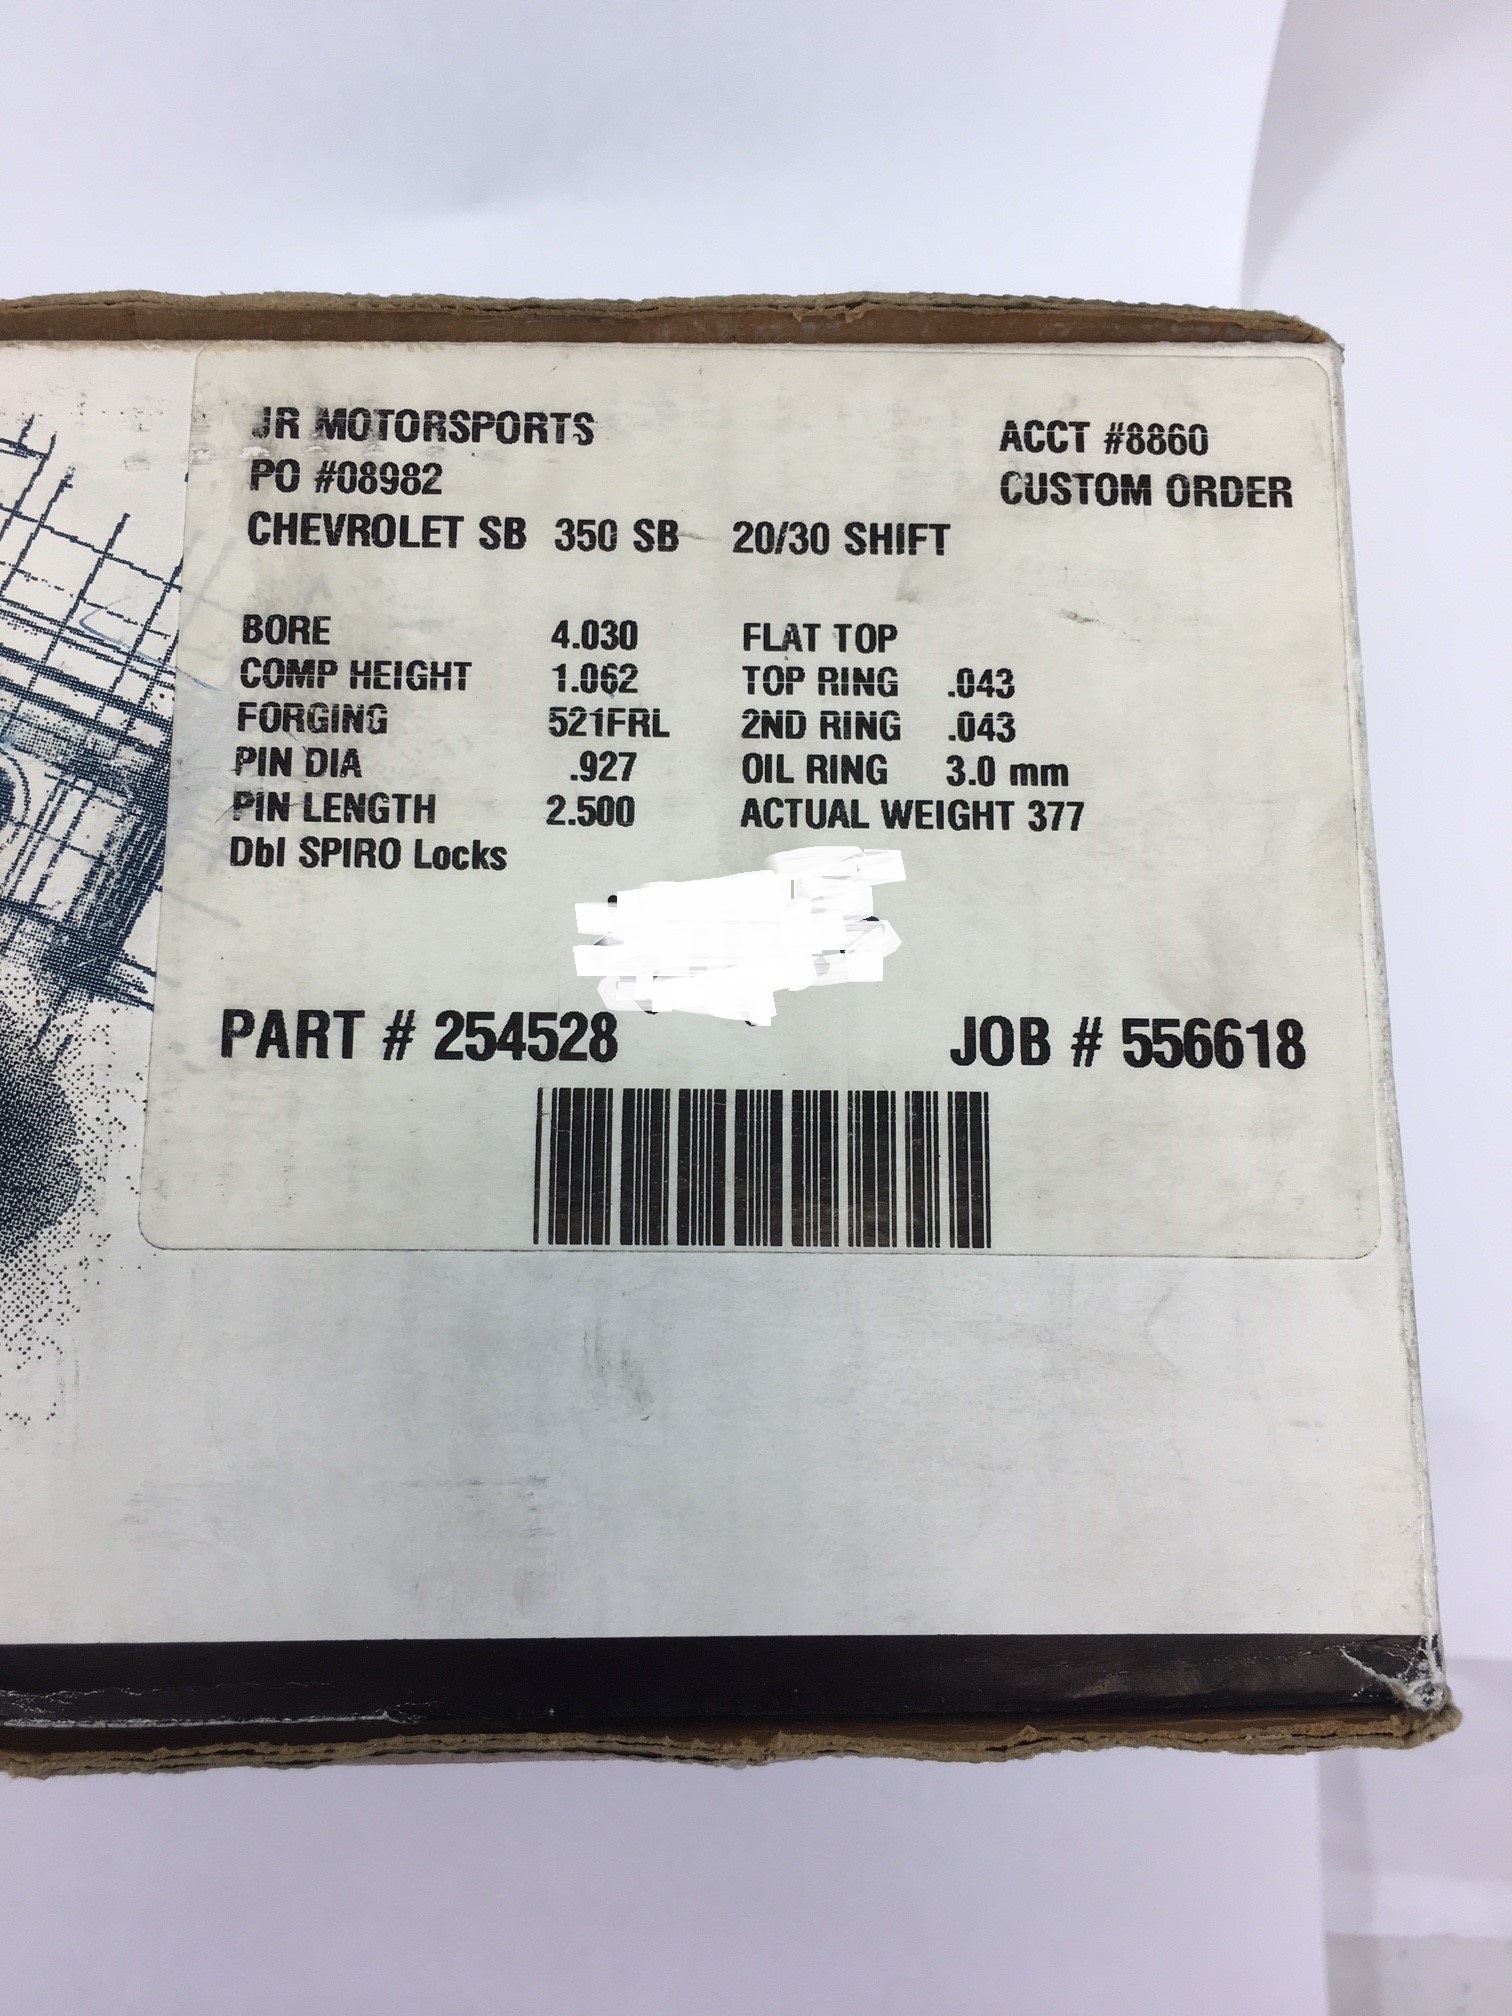 JR MOTORSPORTS ACCT #8860
PO #08982 CUSTOM ORDER
CHEVROLET SB 350 SB 20/30 SHIFT
BORE 4.030 FLAT TOP
COMP HEIGHT 1.062 TOP RING .043
FORGING 521FRL 2ND RING .043
PIN DIA .927 OIL RING 3.0 mm
PIN LENGTH 2.500 ACTUAL WEIGHT 377
Dbl SPIRO Locks
PART # 254528 JOB # 556618